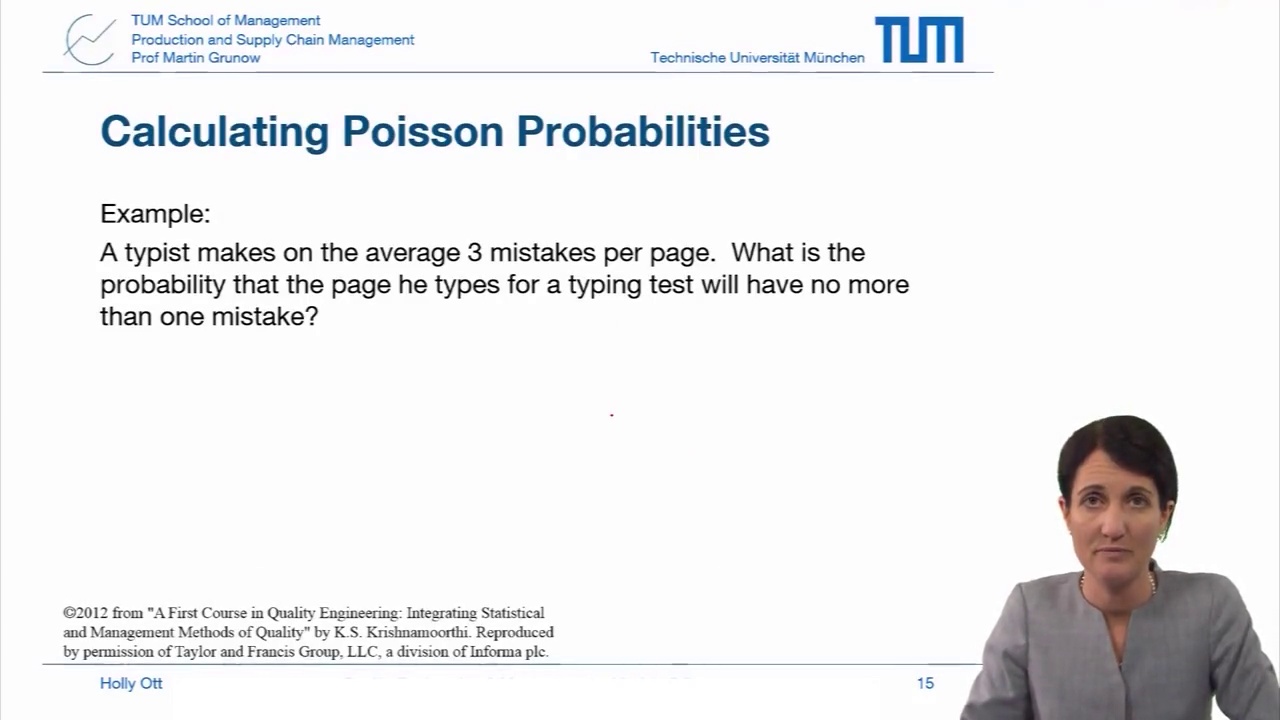 TUM School of Management
Production and Supply Chain Management
Prof Martin Grunow
Technische Universität München
TUM
Calculating Poisson Probabilities
Example:
A typist makes on the average 3 mistakes per page. What is the
probability that the page he types for a typing test will have no more
than one mistake?
©2012 from "A First Course in Quality Engineering: Integrating Statistical
and Management Methods of Quality" by K.S. Krishnamoorthi. Reproduced
by permission of Taylor and Francis Group, LLC, a division of Informa plc.
Holly Ott
15